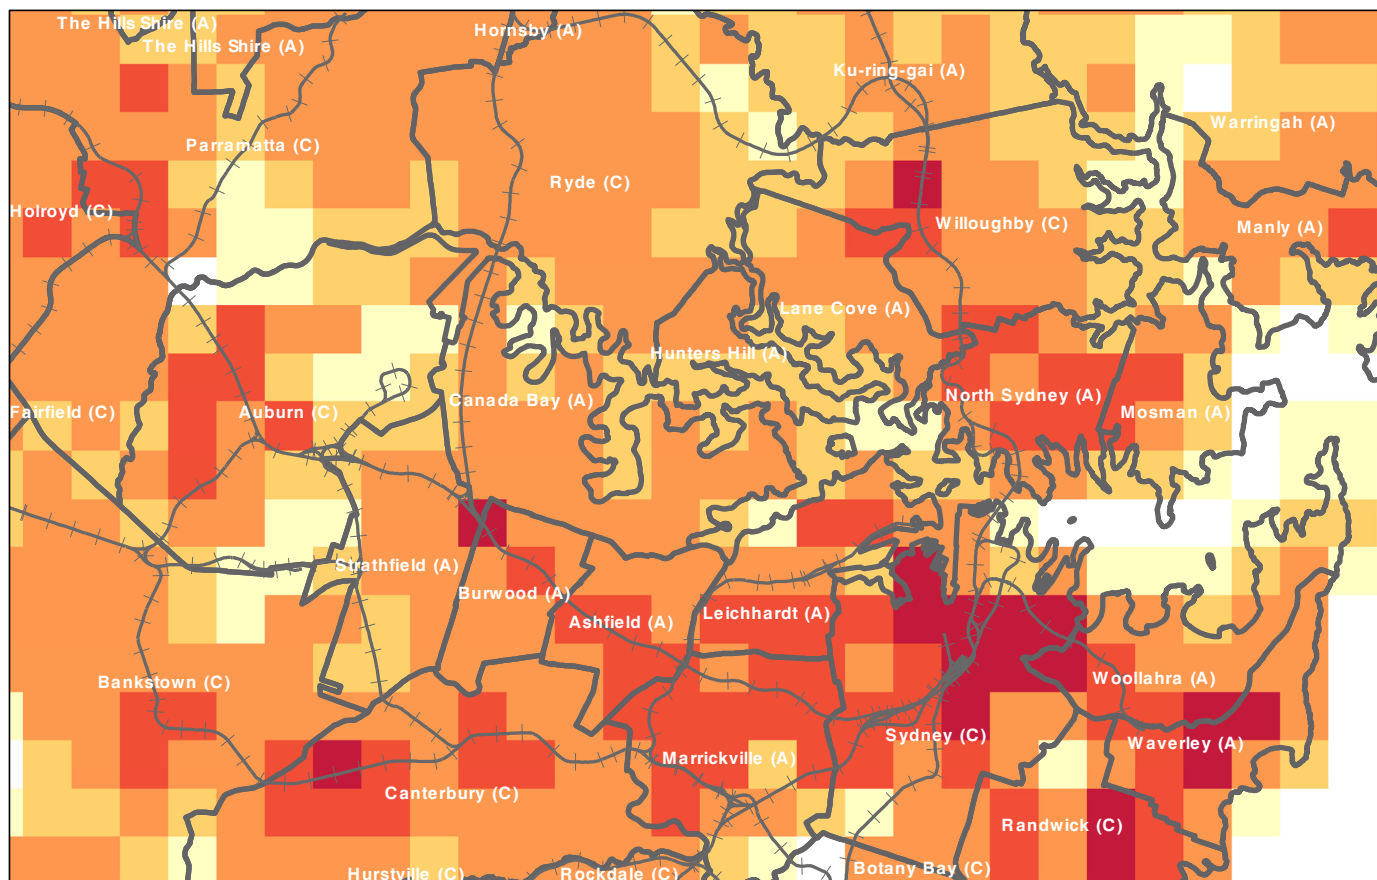 The Hills Shire (A)
The Hills Shire (A)
Hornsby (A)
Ku-ring-gai (A)
Warringah (A)
Parramatta (C)
Ryde (C)
Holroyd (C)
Willoughby (C)
Manly (A)
Lane Cove (A)
Hunters Hill (A)
Fairfield (C)
Auburn (C)
Canada Bay (A)
North Sydney (A)
Mosman (A)
Strathfield (A)
Burwood (A)
Ashfield (A)
Leichhardt (A)
Bankstown (C)
Woollahra (A)
Sydney (C)
Waverley (A)
Marrickville (A)
Canterbury (C)
Randwick (C)
Botany Bay (C)
Hurstville (C)
Rockdale (C)